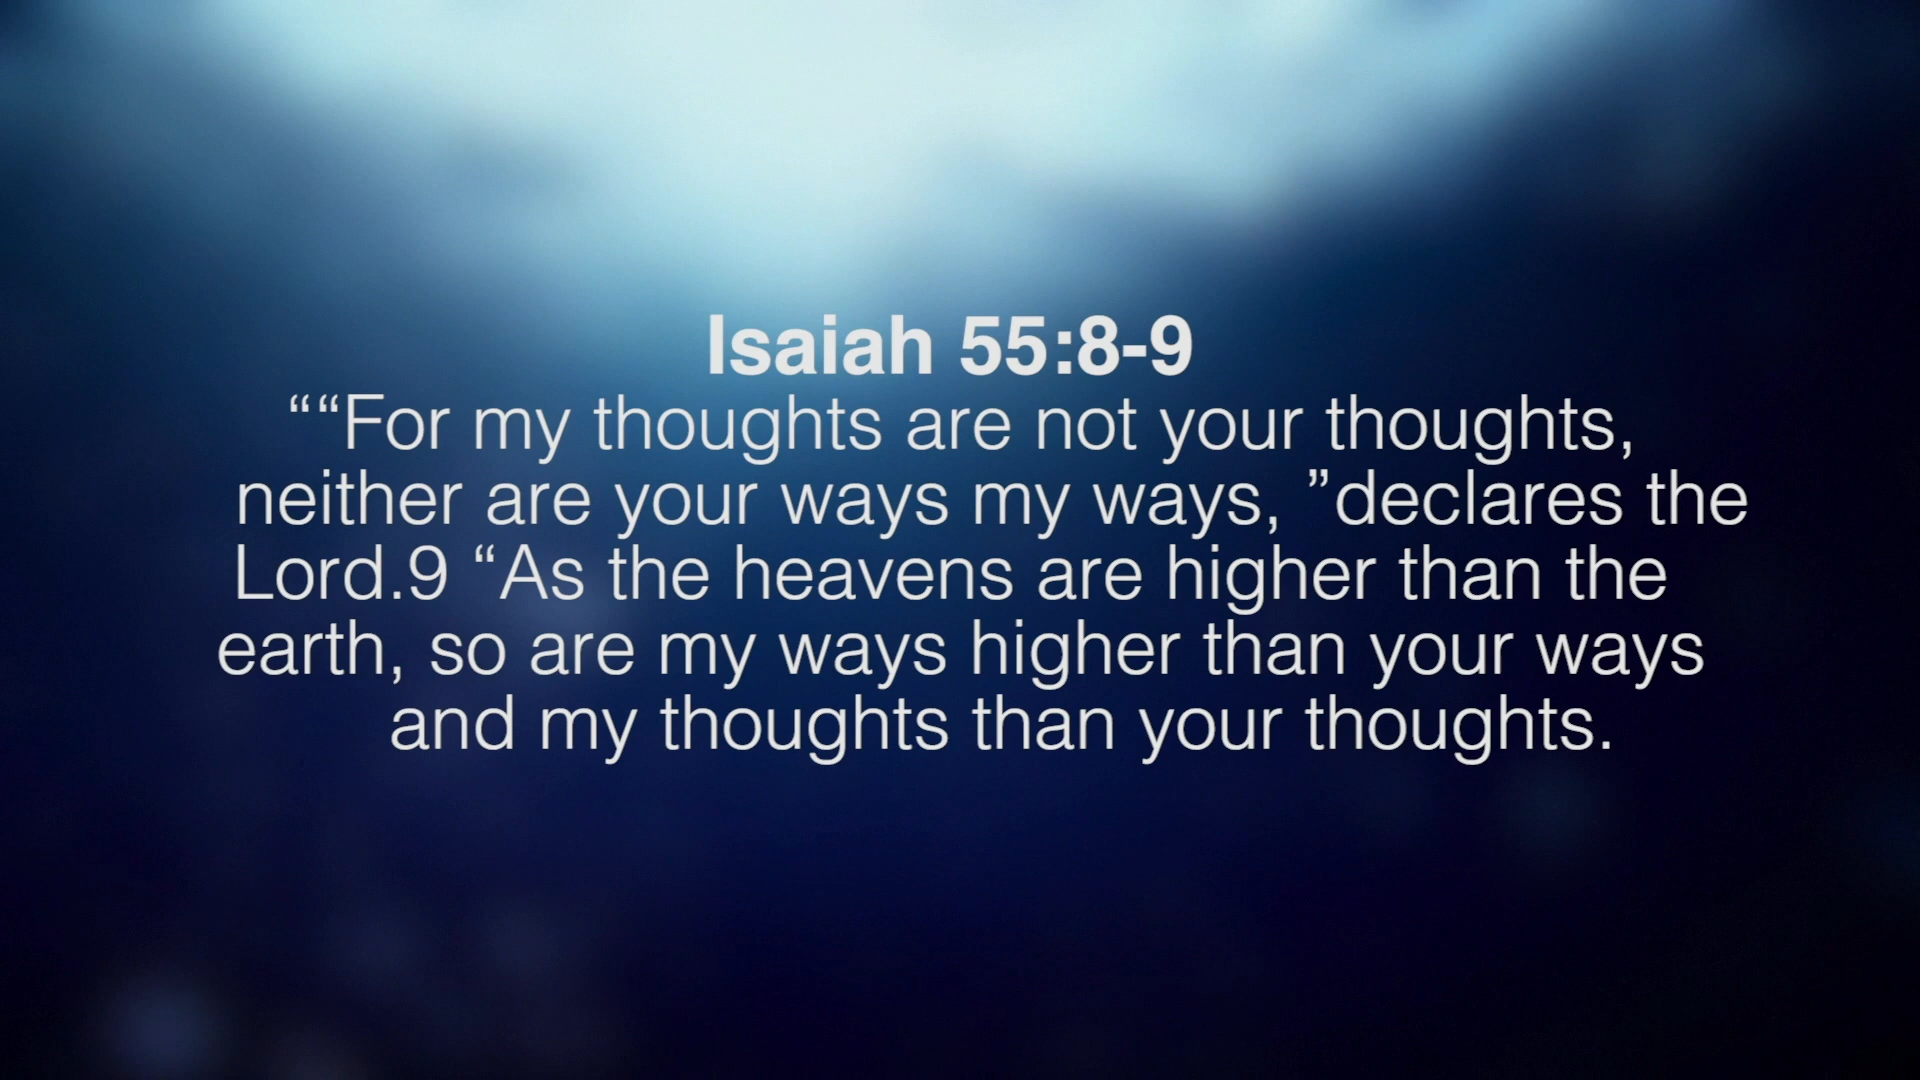 Isaiah 55:8-9
““For my thoughts are not your thoughts,
neither are your ways my ways, ”declares the
Lord.9 “As the heavens are higher than the
earth, so are my ways higher than your ways
and my thoughts than your thoughts.